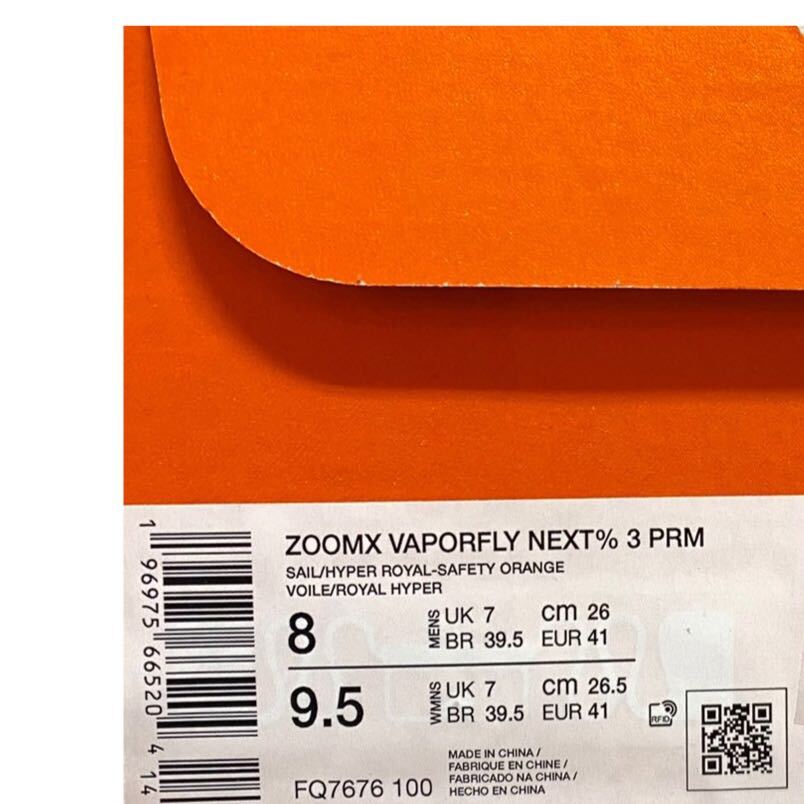 ZOOMX VAPORFLY NEXT% 3 PRM
SAIL/HYPER ROYAL-SAFETY ORANGE
VOILE/ROYAL HYPER
8 MENS UK 7 cm 26
BR 39.5 EUR 41
9.5 WMNS UK 7 cm 26.5
BR 39.5 EUR 41
RFID
FQ7676 100
MADE IN CHINA /
FABRIQUE EN CHINE /
FABRICADO NA CHINA /
HECHO EN CHINA
1 96975 66520 4 14